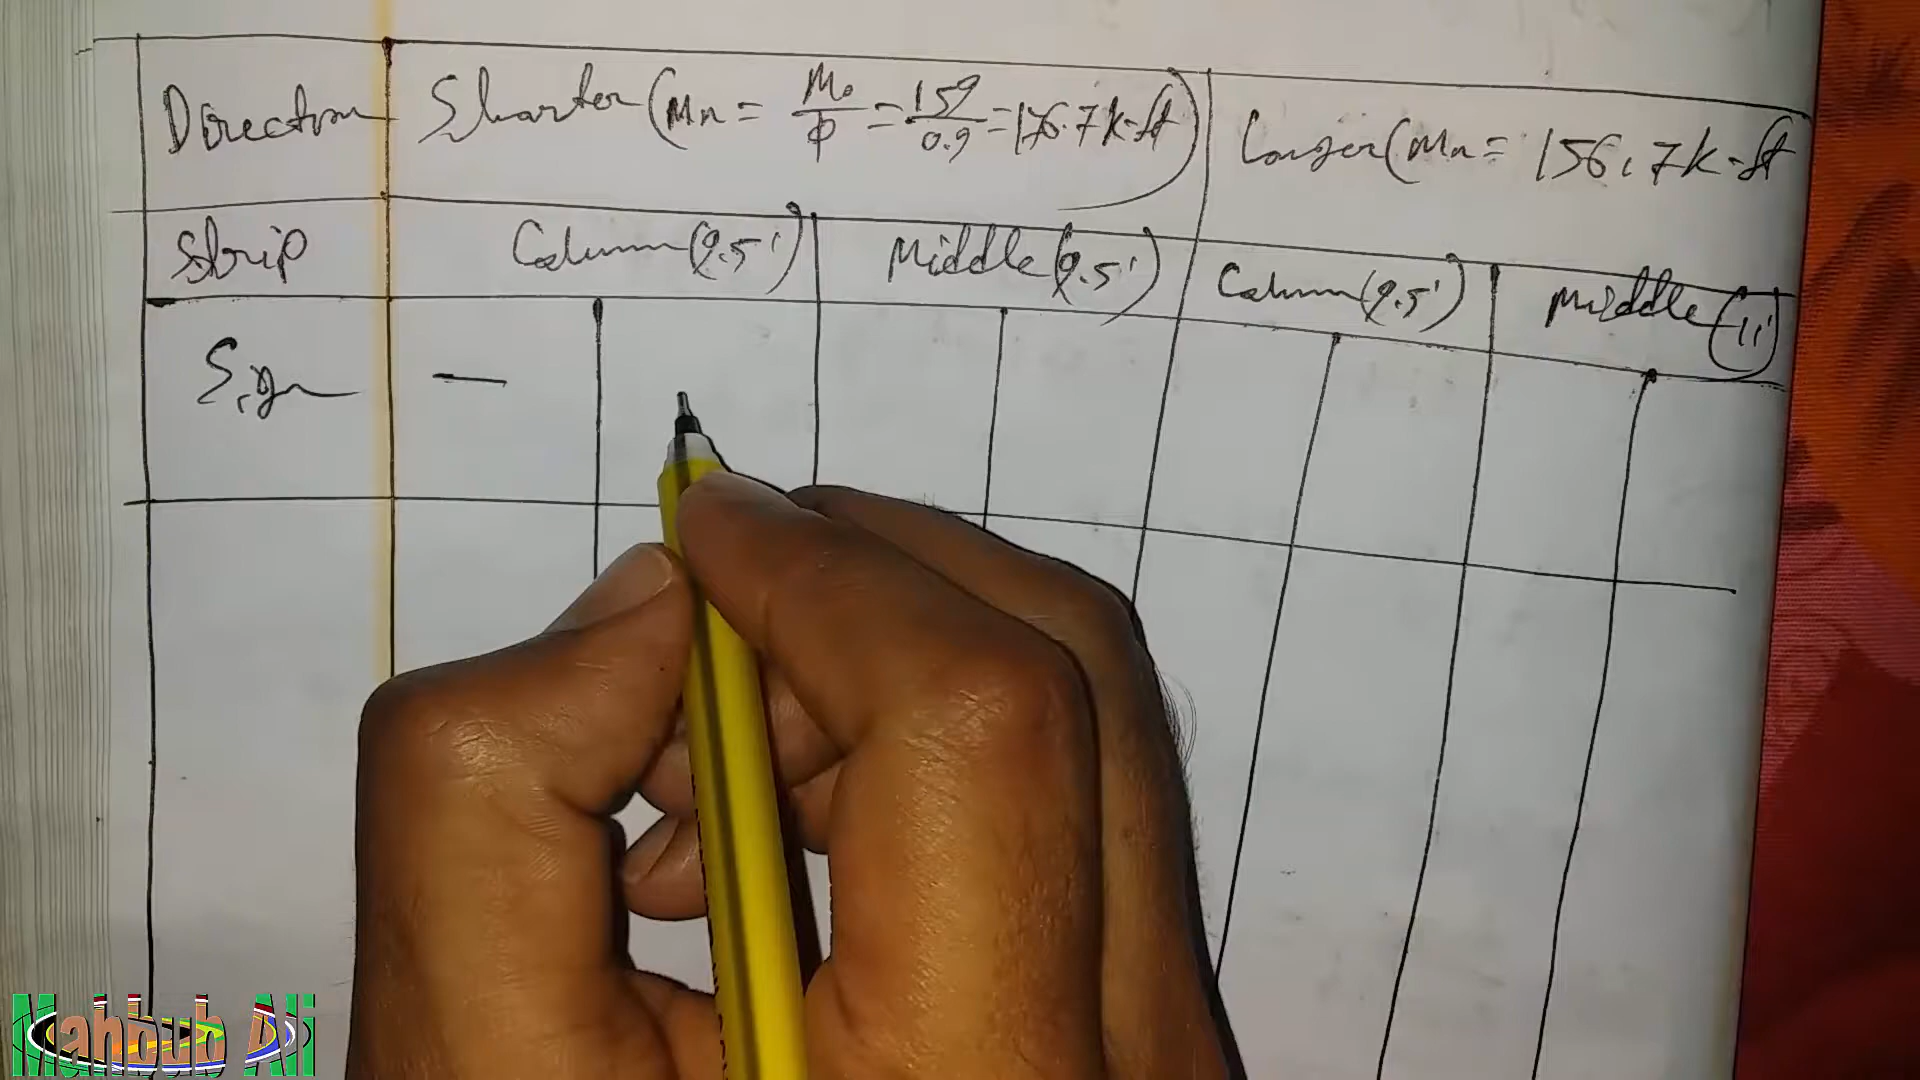 Direction Shorter (Mn = Mo/φ = 159/0.9 = 176.7 k-ft) Longer (Mn = 156.7 k-ft
Strip Column (9.5') Middle (9.5') Column (9.5') Middle (11')
Sign —
Mahbub Ali